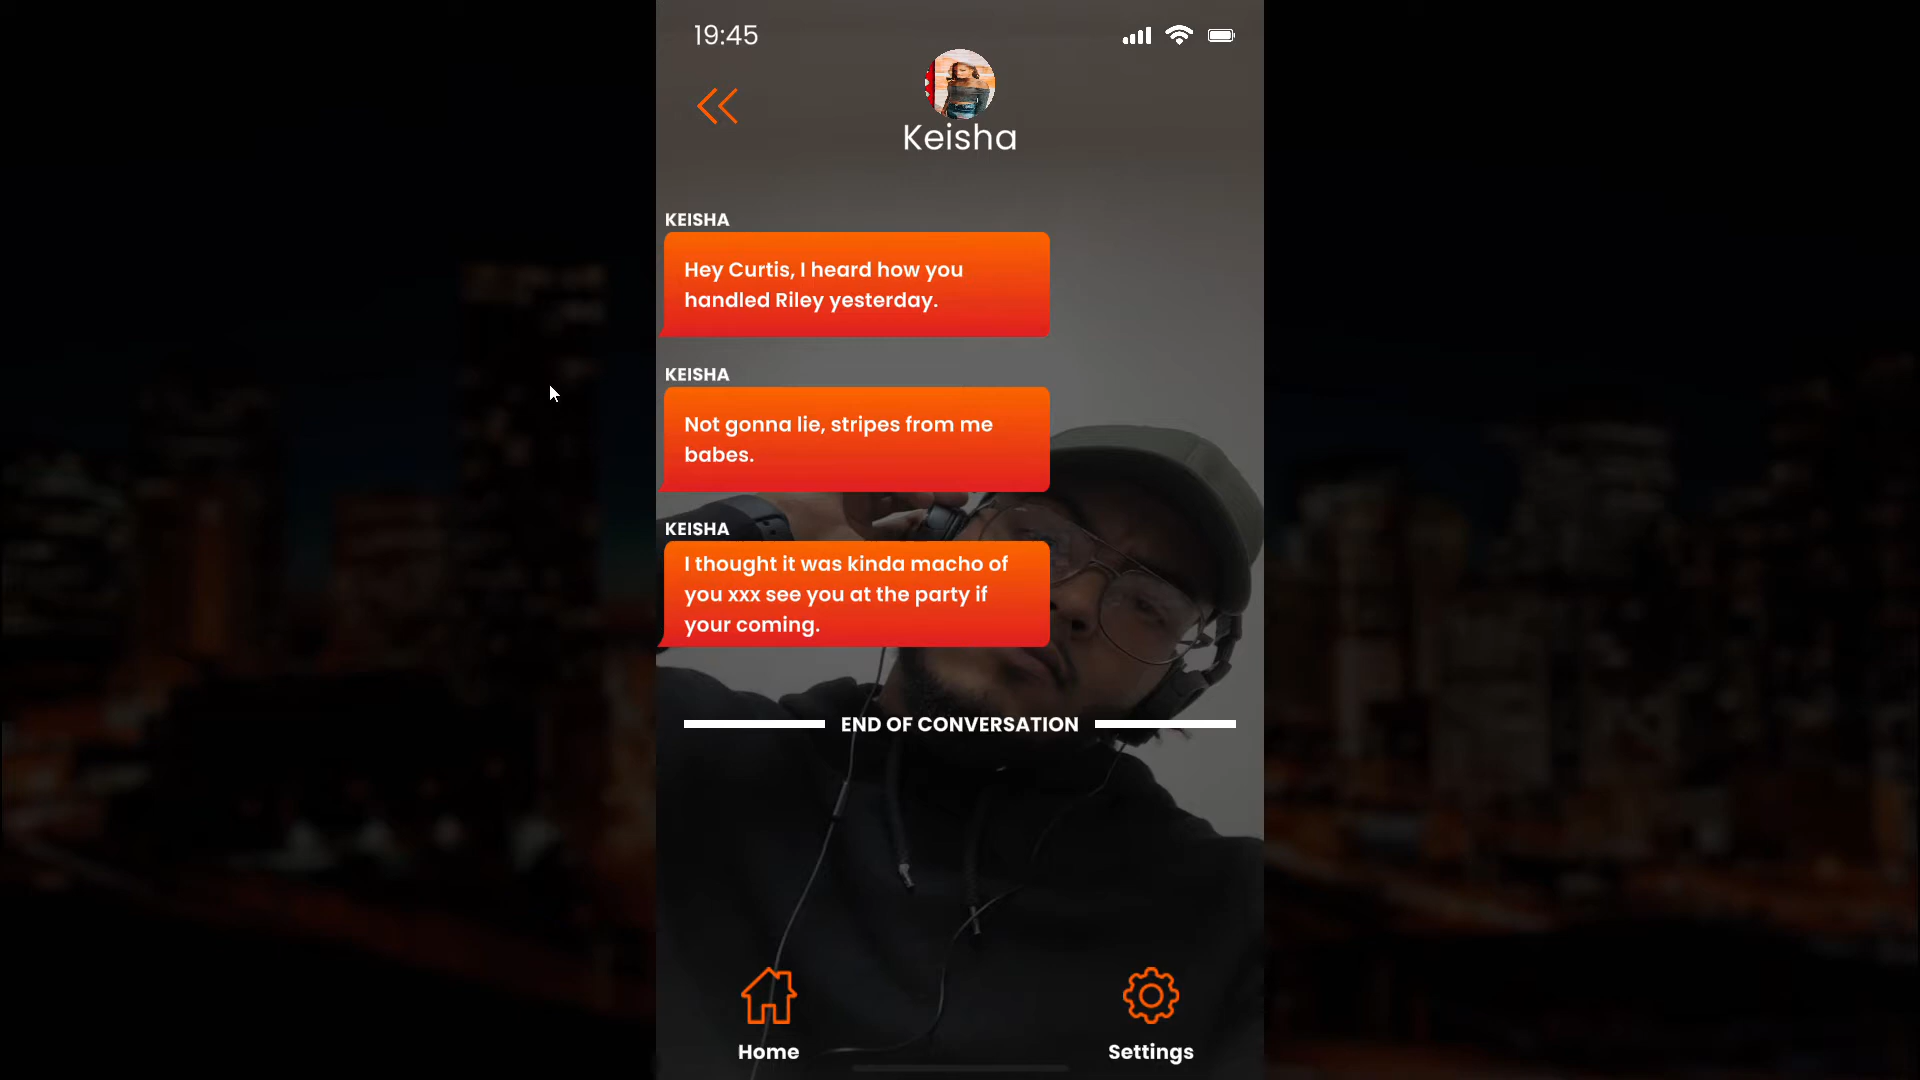 19:45
Keisha
KEISHA
Hey Curtis, I heard how you
handled Riley yesterday.
KEISHA
Not gonna lie, stripes from me
babes.
KEISHA
I thought it was kinda macho of
you xxx see you at the party if
your coming.
END OF CONVERSATION
Home
Settings